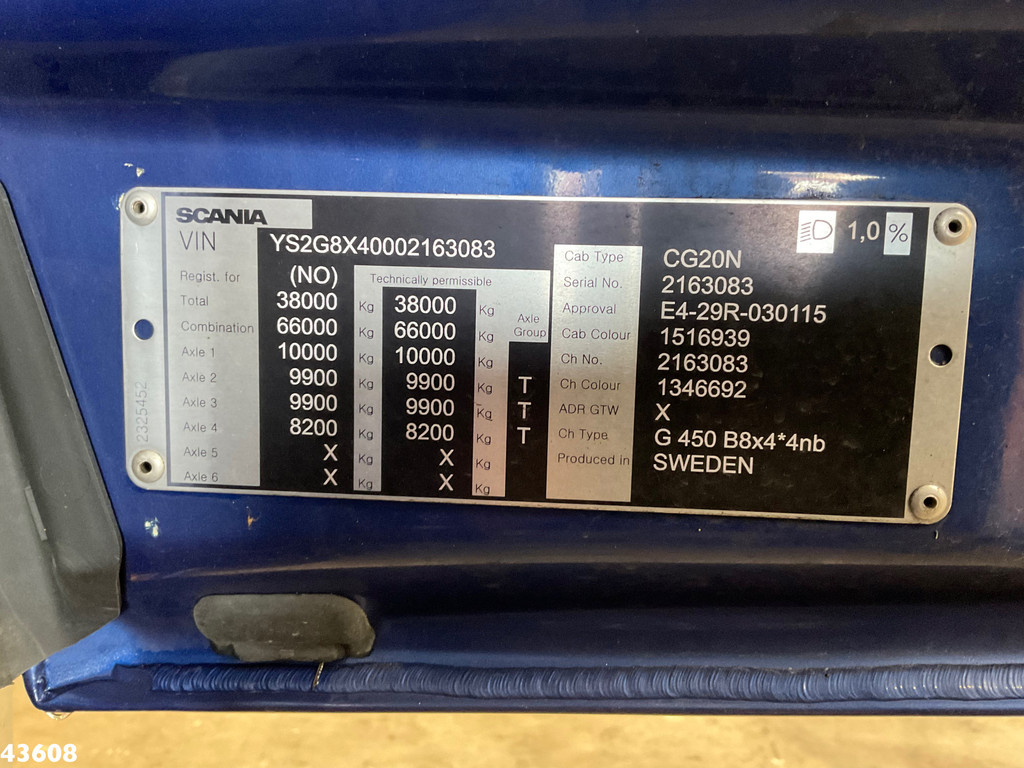 SCANIA
1,0 %
VIN YS2G8X40002163083
Regist. for (NO) Technically permissible
Total 38000 Kg 38000 Kg
Combination 66000 Kg 66000 Kg
Axle 1 10000 Kg 10000 Kg
Axle 2 9900 Kg 9900 Kg T
Axle 3 9900 Kg 9900 Kg T
Axle 4 8200 Kg 8200 Kg T
Axle 5 X Kg X Kg
Axle 6 X Kg X Kg
Axle
Group
Cab Type CG20N
Serial No. 2163083
Approval E4-29R-030115
Cab Colour 1516939
Ch No. 2163083
Ch Colour 1346692
ADR GTW X
Ch Type G 450 B8x4*4nb
Produced in SWEDEN
2325452
43608